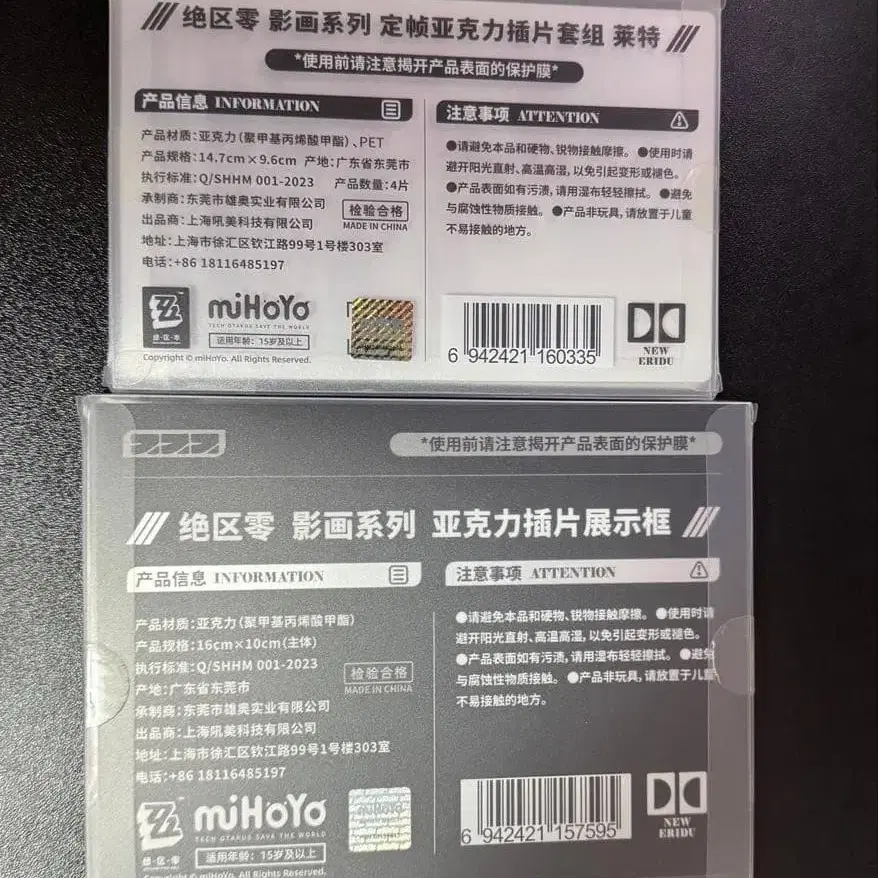 绝区零 影画系列 定帧亚克力插片套组 莱特
*使用前请注意揭开产品表面的保护膜*
产品信息 INFORMATION
产品材质:亚克力(聚甲基丙烯酸甲酯)、PET
产品规格:14.7cm×9.6cm 产地:广东省东莞市
执行标准:Q/SHHM 001-2023 产品数量:4片
承制商:东莞市雄奥实业有限公司
出品商:上海吼美科技有限公司
地址:上海市徐汇区钦江路99号1号楼303室
电话:+86 18116485197
检验合格
MADE IN CHINA
注意事项 ATTENTION
●请避免本品和硬物、锐物接触摩擦。●使用时请
避开阳光直射、高温高湿,以免引起变形或褪色。
●产品表面如有污渍,请用湿布轻轻擦拭。●避免
与腐蚀性物质接触。●产品非玩具,请放置于儿童
不易接触的地方。
绝·区·零
miHoYo
TECH OTAKUS SAVE THE WORLD
适用年龄:15岁及以上
Copyright © miHoYo. All Rights Reserved.
6 942421 160335
NEW
ERIDU
*使用前请注意揭开产品表面的保护膜*
绝区零 影画系列 亚克力插片展示框
产品信息 INFORMATION
产品材质:亚克力(聚甲基丙烯酸甲酯)
产品规格:16cm×10cm(主体)
执行标准:Q/SHHM 001-2023
产地:广东省东莞市
承制商:东莞市雄奥实业有限公司
出品商:上海吼美科技有限公司
地址:上海市徐汇区钦江路99号1号楼303室
电话:+86 18116485197
检验合格
MADE IN CHINA
注意事项 ATTENTION
●请避免本品和硬物、锐物接触摩擦。●使用时请
避开阳光直射、高温高湿,以免引起变形或褪色。
●产品表面如有污渍,请用湿布轻轻擦拭。●避免
与腐蚀性物质接触。●产品非玩具,请放置于儿童
不易接触的地方。
绝·区·零
miHoYo
TECH OTAKUS SAVE THE WORLD
适用年龄:15岁及以上
Copyright © miHoYo. All Rights Reserved.
6 942421 157595
NEW
ERIDU